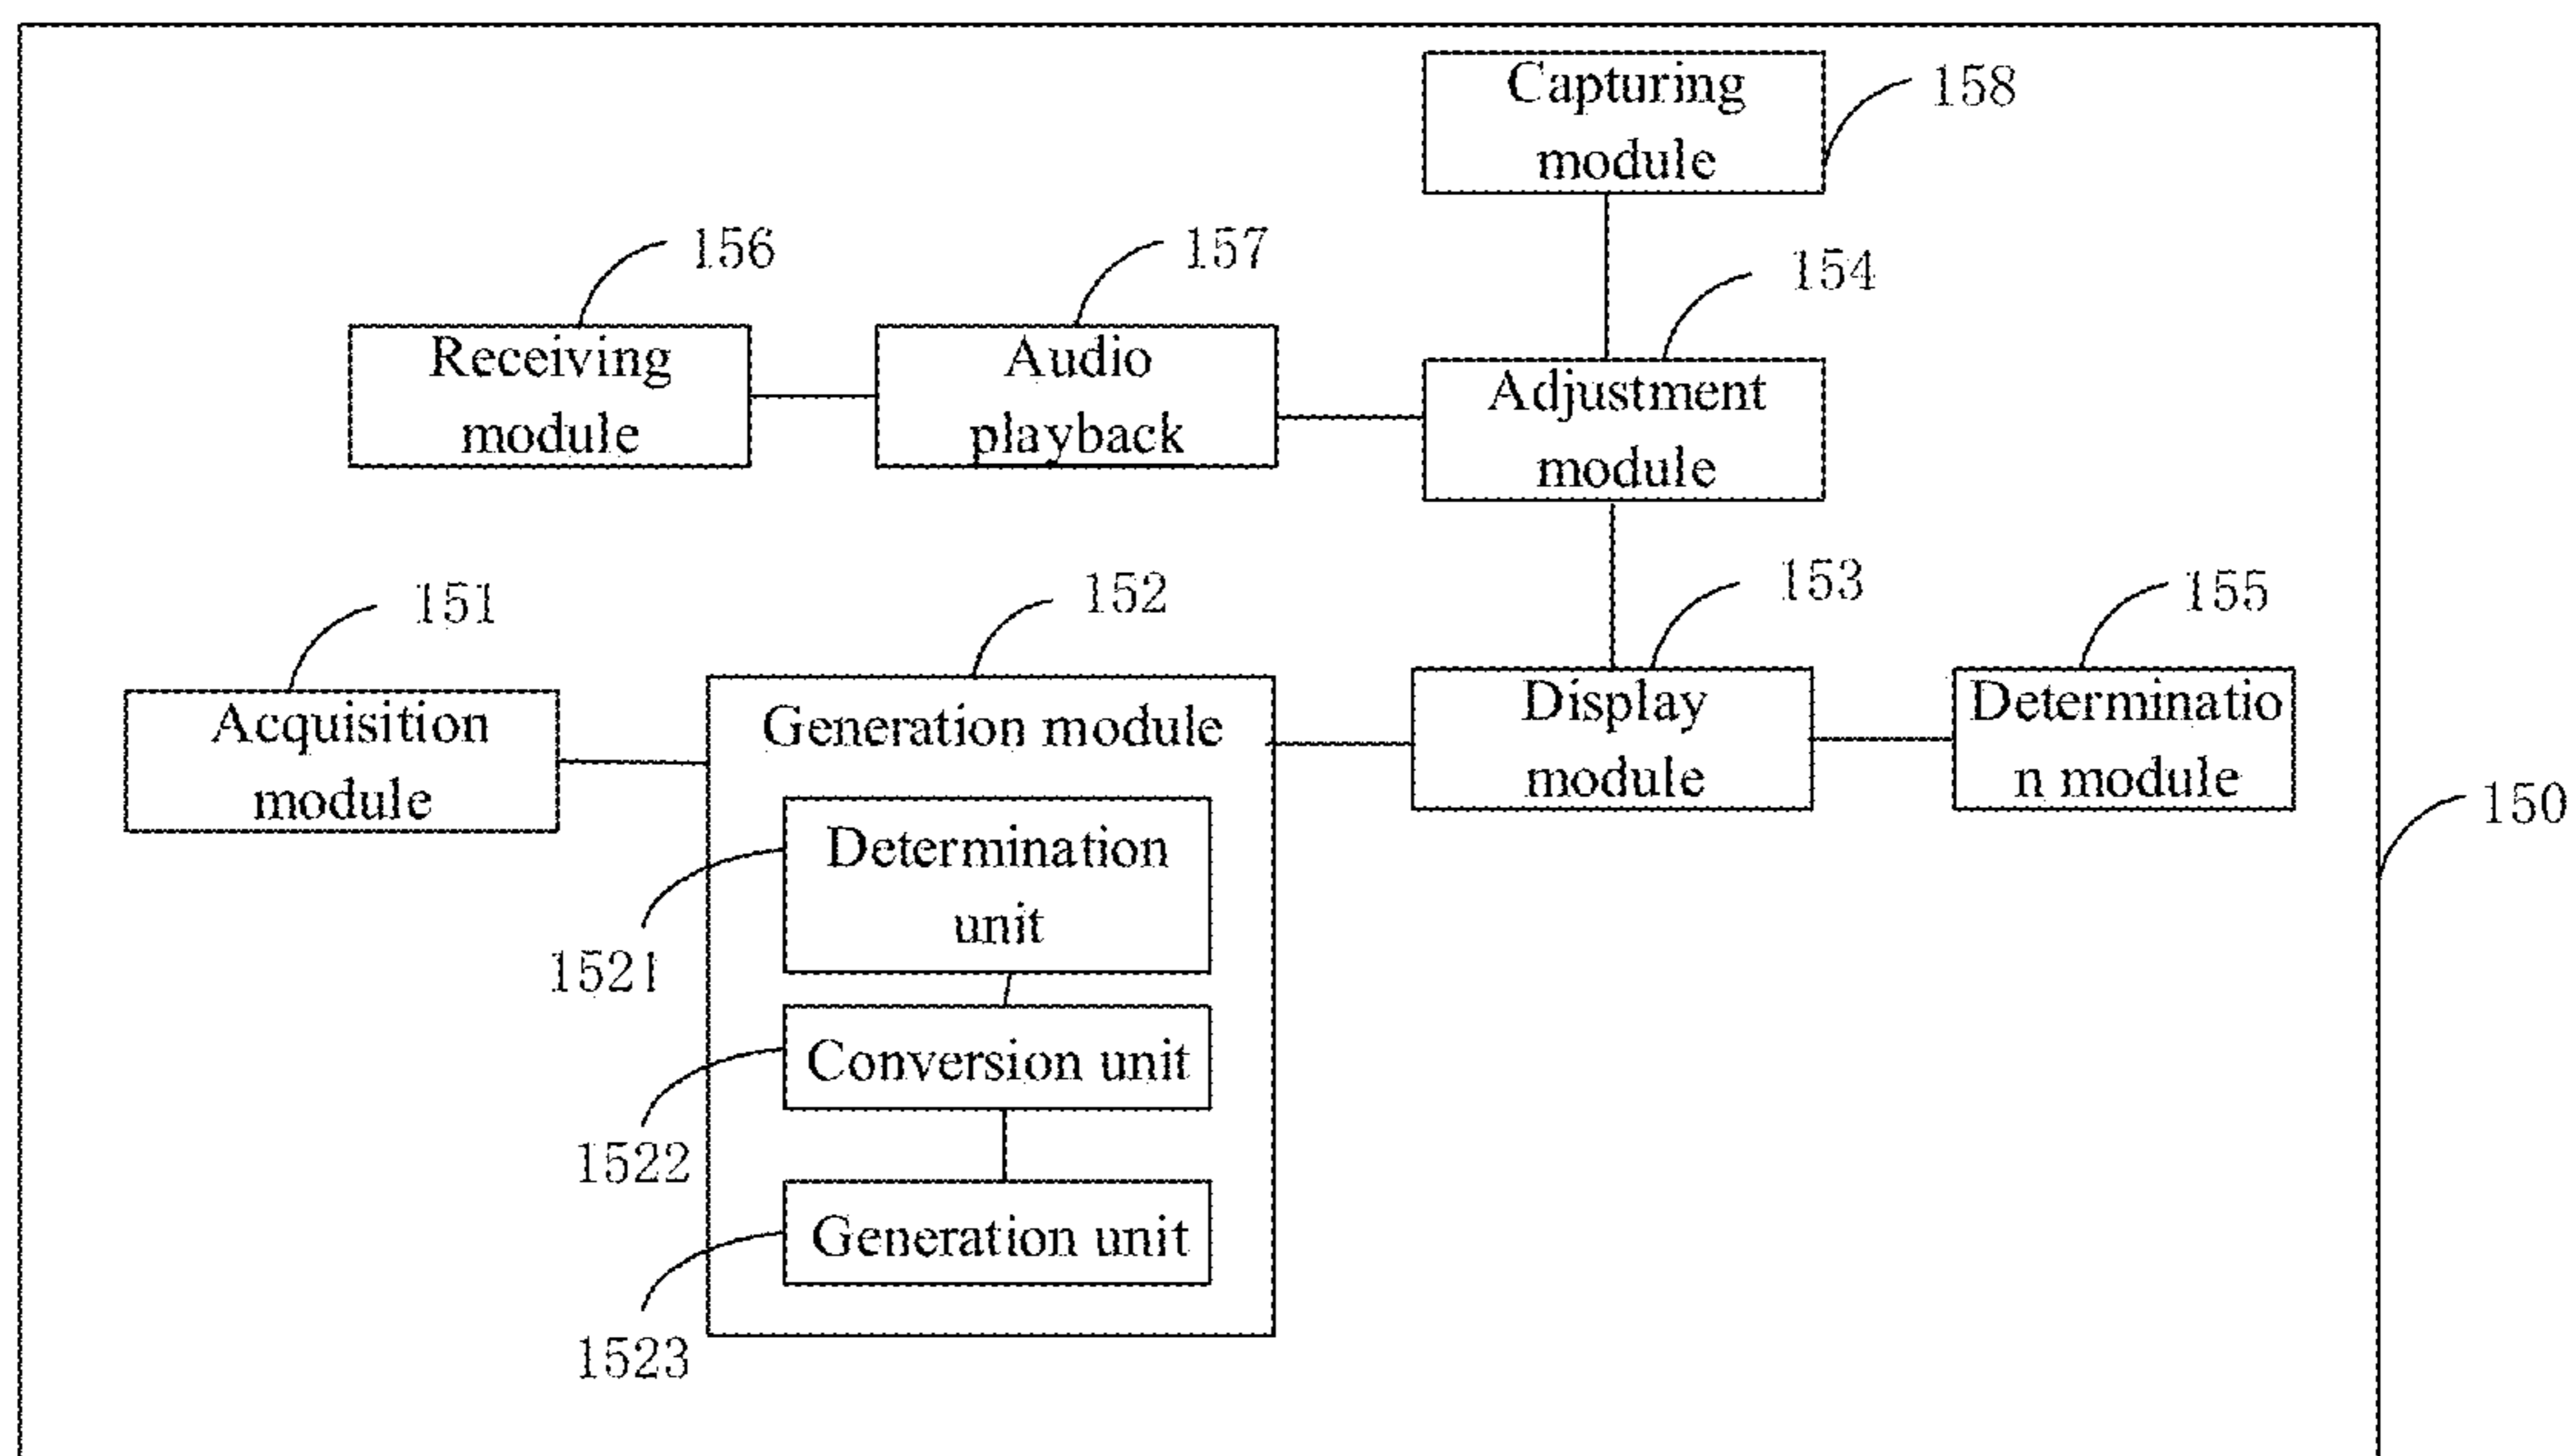 Capturing
module
158
156
157
154
Receiving
module
Audio
playback
Adjustment
module
151
152
153
155
Acquisition
module
Generation module
Display
module
Determinatio
n module
150
Determination
unit
1521
Conversion unit
1522
Generation unit
1523